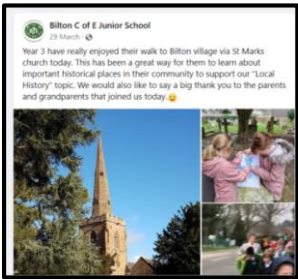 Bilton C of E Junior School
29 March ·
Year 3 have really enjoyed their walk to Bilton village via St Marks
church today. This has been a great way for them to learn about
important historical places in their community to support our "Local
History" topic. We would also like to say a big thank you to the parents
and grandparents that joined us today.😊